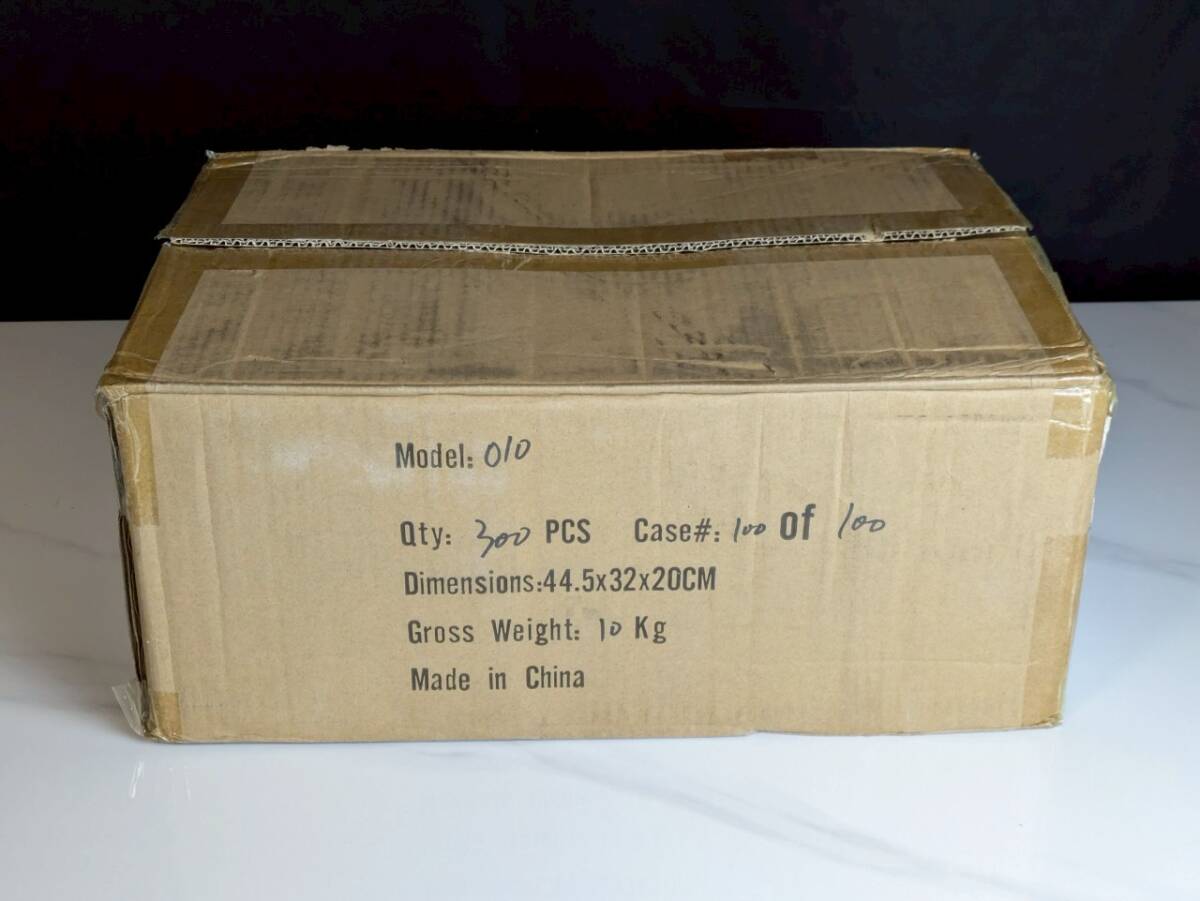 Model: 010
Qty: 300 PCS Case#: 100 Of 100
Dimensions:44.5x32x20CM
Gross Weight: 10 Kg
Made in China